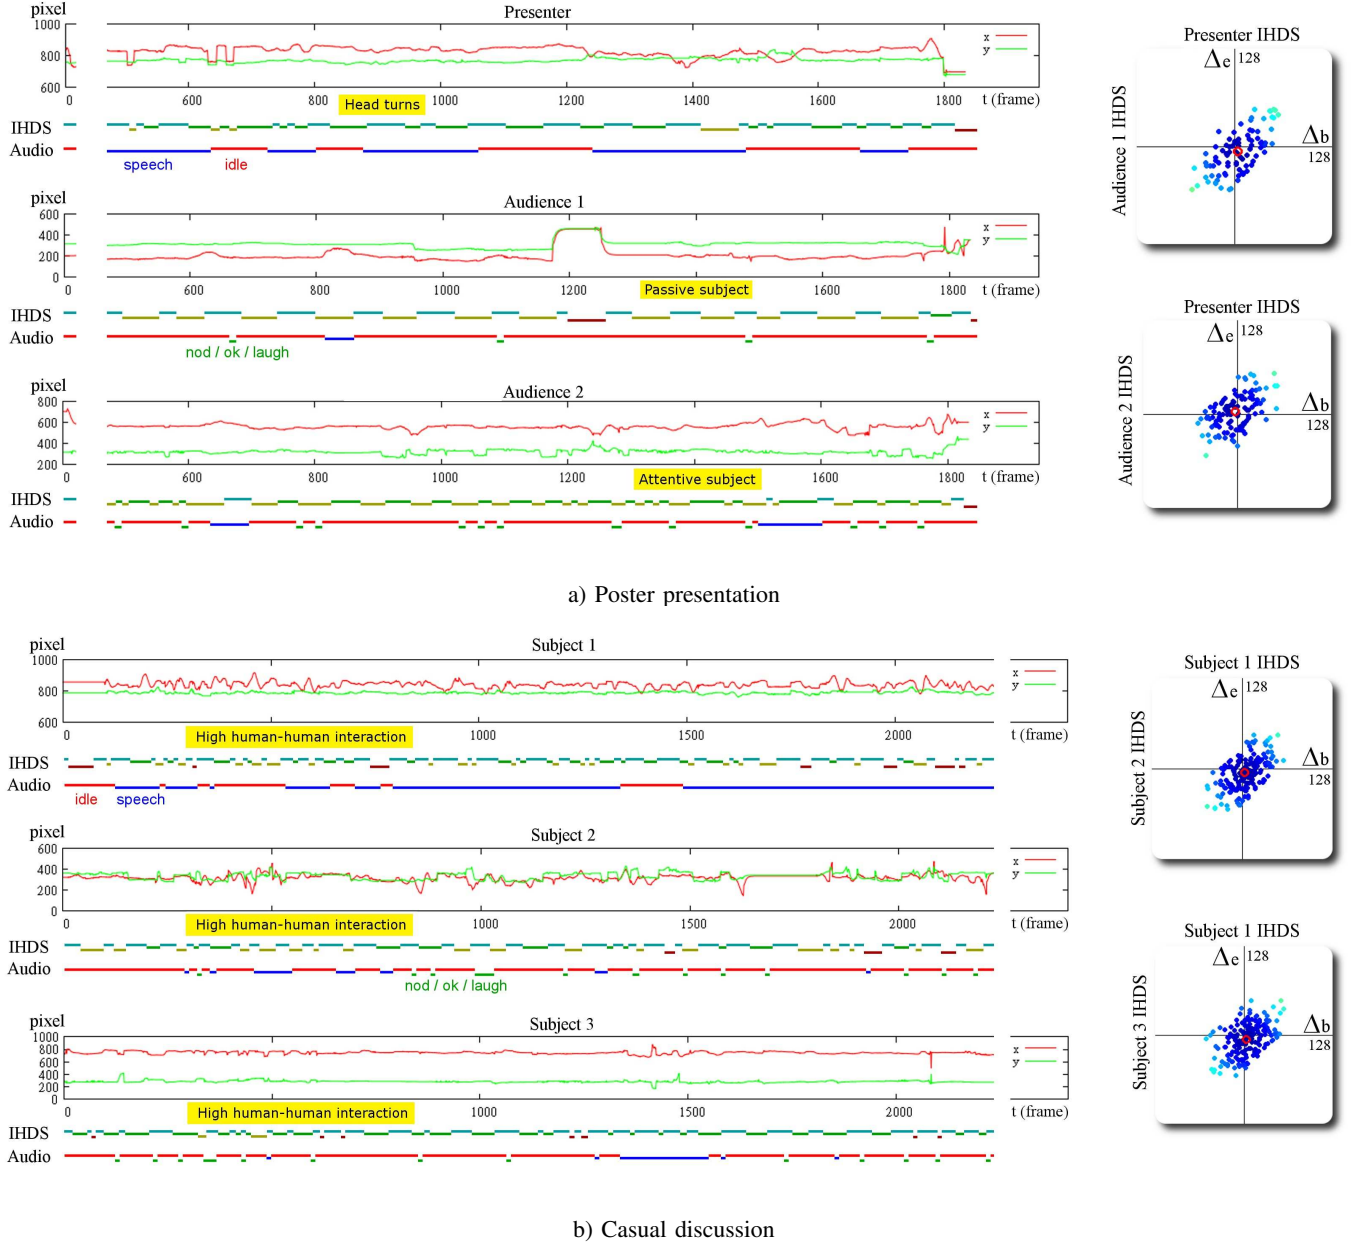 pixel
Presenter
1000
800
600
x
y
0
600
800
1000
1200
1400
1600
1800
t (frame)
Head turns
IHDS
Audio
speech
idle
pixel
Audience 1
600
400
200
0
x
y
0
600
800
1000
1200
1600
1800
t (frame)
Passive subject
IHDS
Audio
nod / ok / laugh
pixel
Audience 2
800
600
400
200
x
y
0
600
800
1000
1200
1600
1800
t (frame)
Attentive subject
IHDS
Audio
Presenter IHDS
Audience 1 IHDS
Δe
128
Δb
128
Presenter IHDS
Audience 2 IHDS
Δe
128
Δb
128
a) Poster presentation
pixel
Subject 1
1000
800
600
x
y
0
1000
1500
2000
t (frame)
High human-human interaction
IHDS
Audio
idle
speech
pixel
Subject 2
600
400
200
0
x
y
0
1000
1500
2000
t (frame)
High human-human interaction
IHDS
Audio
nod / ok / laugh
pixel
Subject 3
1000
800
600
400
200
0
x
y
0
1000
1500
2000
t (frame)
High human-human interaction
IHDS
Audio
Subject 1 IHDS
Subject 2 IHDS
Δe
128
Δb
128
Subject 1 IHDS
Subject 3 IHDS
Δe
128
Δb
128
b) Casual discussion